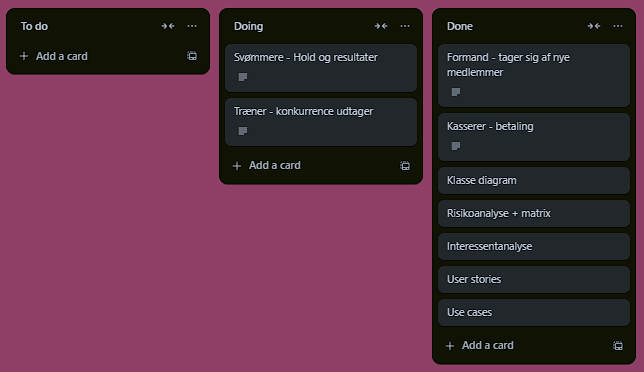 To do
Add a card
Doing
Svømmere - Hold og resultater
Træner - konkurrence udtager
Add a card
Done
Formand - tager sig af nye
medlemmer
Kasserer - betaling
Klasse diagram
Risikoanalyse + matrix
Interessentanalyse
User stories
Use cases
Add a card